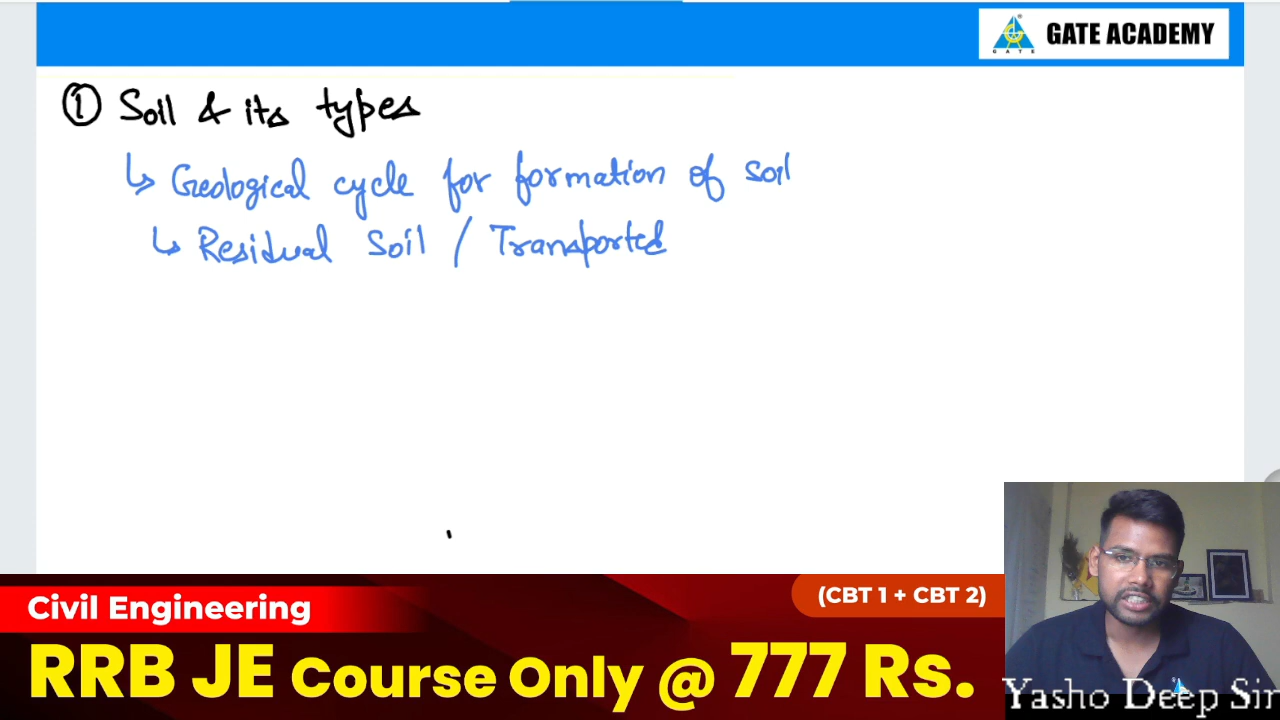 GATE ACADEMY
GATE
① Soil & its types
↳ Geological cycle for formation of soil
↳ Residual Soil / Transported
Civil Engineering
(CBT 1 + CBT 2)
RRB JE Course Only @ 777 Rs.
Yasho Deep Sir